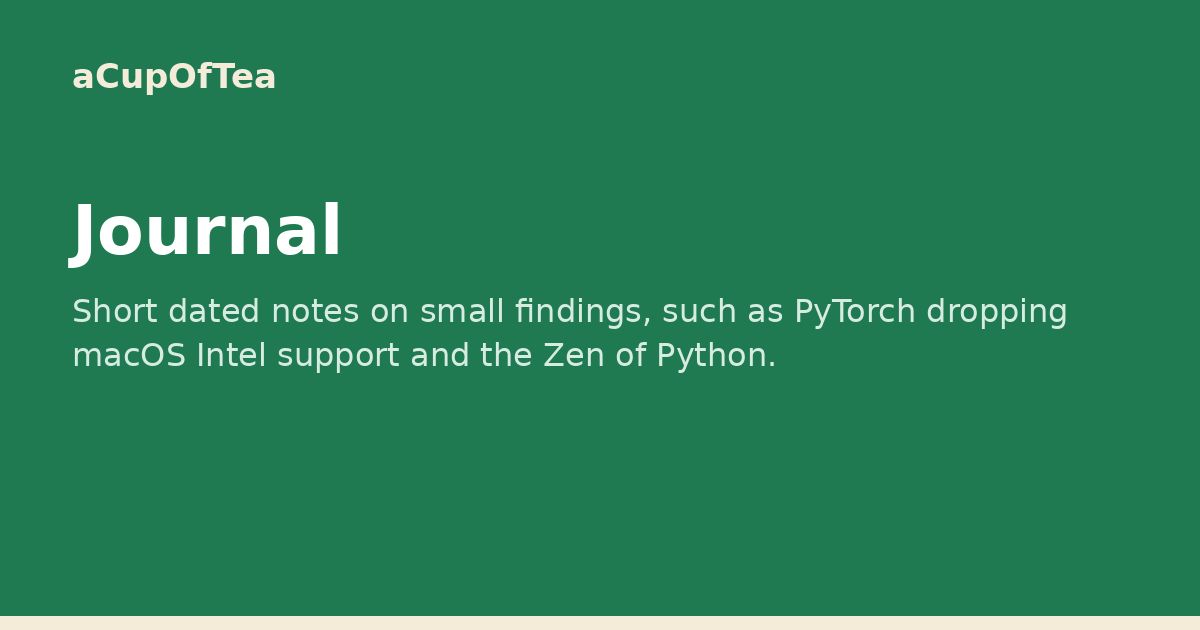 aCupOfTea
Journal
Short dated notes on small findings, such as PyTorch dropping
macOS Intel support and the Zen of Python.